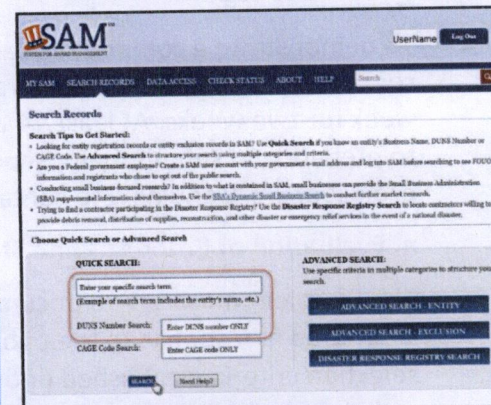 USSAM™
SYSTEM FOR AWARD MANAGEMENT
UserName Log Out
MY SAM SEARCH RECORDS DATA ACCESS CHECK STATUS ABOUT HELP Search
Search Records
Search Tips to Get Started:
• Looking for entity registration records or entity exclusion records in SAM? Use Quick Search if you know an entity's Business Name, DUNS Number or
CAGE Code. Use Advanced Search to structure your search using multiple categories and criteria.
• Are you a Federal government employee? Create a SAM user account with your government e-mail address and log into SAM before searching to see FOUO
information and registrants who chose to opt out of the public search.
• Conducting small business-focused research? In addition to what is contained in SAM, small businesses can provide the Small Business Administration
(SBA) supplemental information about themselves. Use the SBA's Dynamic Small Business Search to conduct further market research.
• Trying to find a contractor participating in the Disaster Response Registry? Use the Disaster Response Registry Search to locate contractors willing to
provide debris removal, distribution of supplies, reconstruction, and other disaster or emergency relief services in the event of a national disaster.
Choose Quick Search or Advanced Search
QUICK SEARCH:
Enter your specific search term
(Example of search term includes the entity's name, etc.)
DUNS Number Search: Enter DUNS number ONLY
CAGE Code Search: Enter CAGE code ONLY
SEARCH Need Help?
ADVANCED SEARCH:
Use specific criteria in multiple categories to structure your
search.
ADVANCED SEARCH - ENTITY
ADVANCED SEARCH - EXCLUSION
DISASTER RESPONSE REGISTRY SEARCH